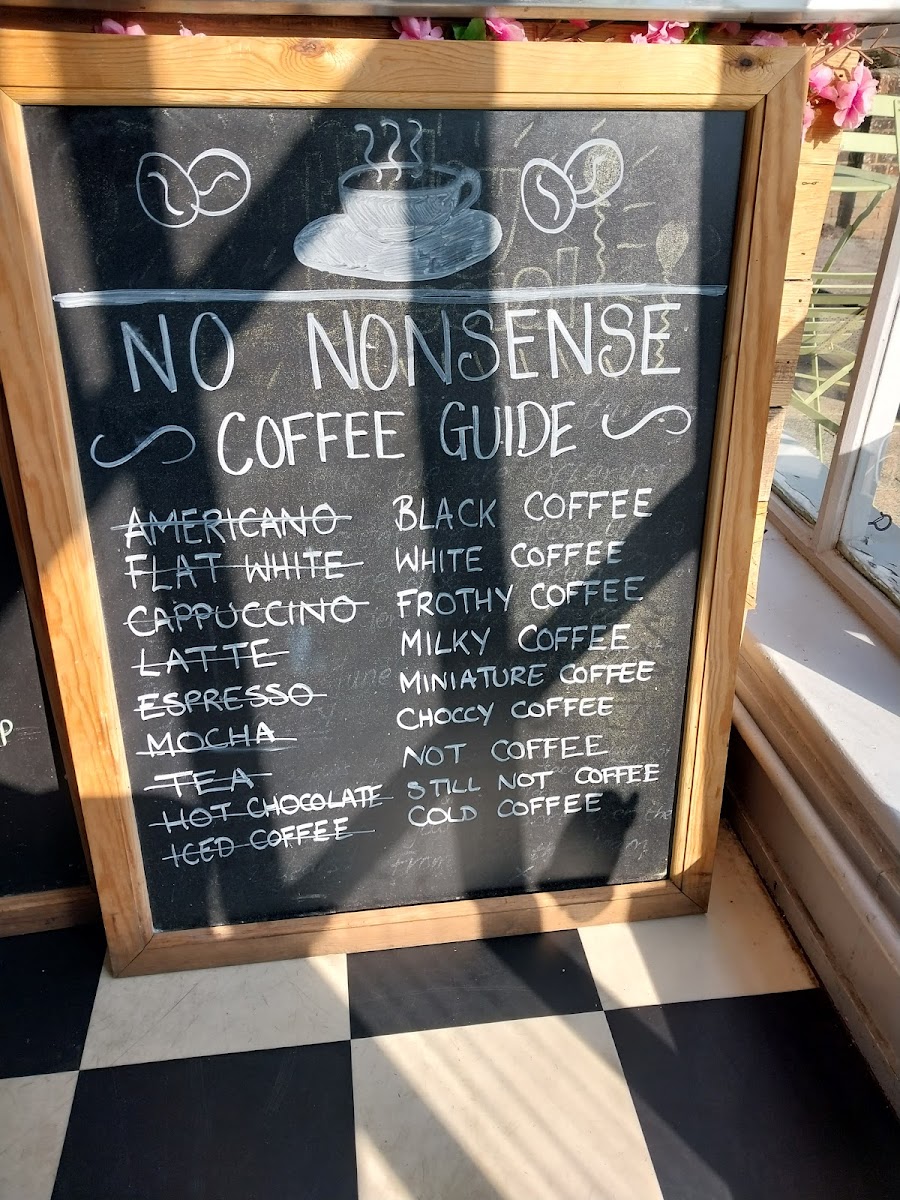 NO NONSENSE
COFFEE GUIDE
AMERICANO BLACK COFFEE
FLAT WHITE WHITE COFFEE
CAPPUCCINO FROTHY COFFEE
LATTE MILKY COFFEE
ESPRESSO MINIATURE COFFEE
MOCHA CHOCCY COFFEE
TEA NOT COFFEE
HOT CHOCOLATE STILL NOT COFFEE
ICED COFFEE COLD COFFEE